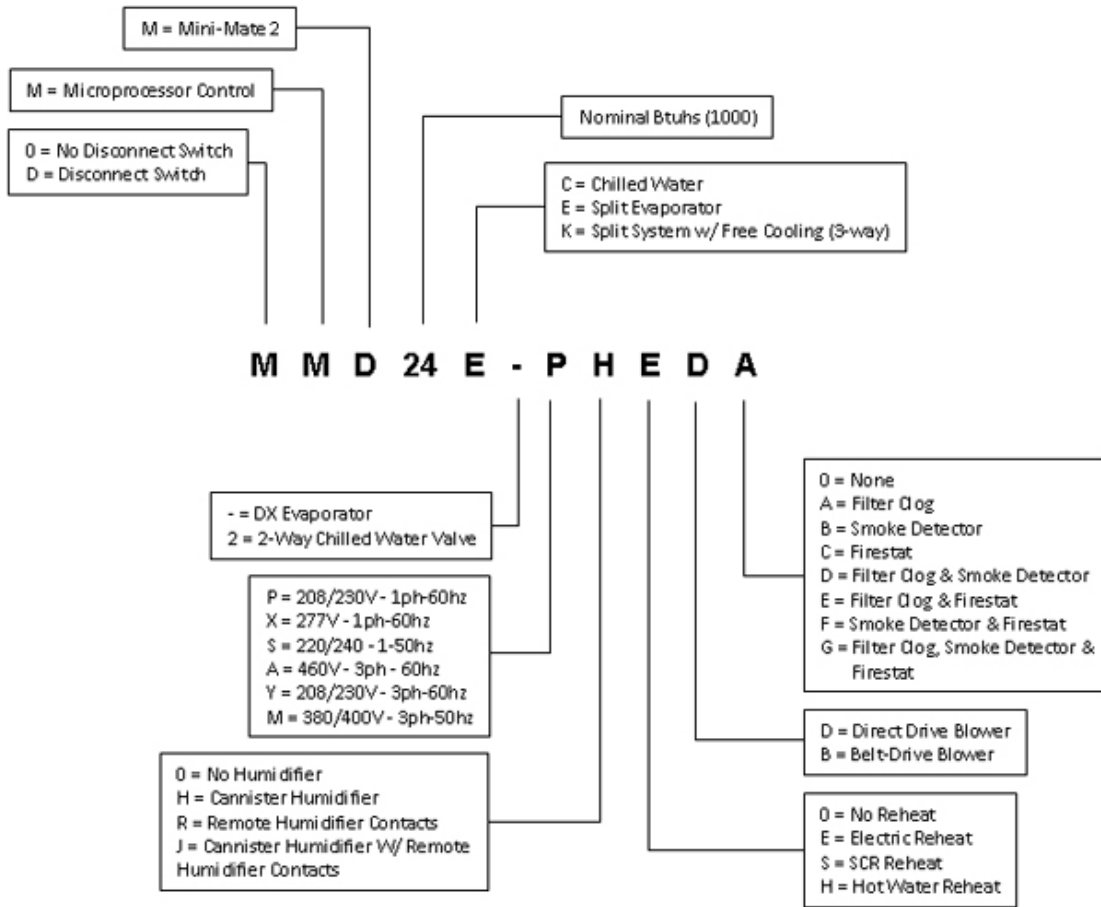 M = Mini-Mate 2
M = Microprocessor Control
0 = No Disconnect Switch
D = Disconnect Switch
Nominal Btuhs (1000)
C = Chilled Water
E = Split Evaporator
K = Split System w/ Free Cooling (3-way)
M M D 24 E - P H E D A
- = DX Evaporator
2 = 2-Way Chilled Water Valve
P = 208/230V - 1ph-60hz
X = 277V - 1ph-60hz
S = 220/240 - 1-50hz
A = 460V - 3ph - 60hz
Y = 208/230V - 3ph-60hz
M = 380/400V - 3ph-50hz
0 = No Humidifier
H = Cannister Humidifier
R = Remote Humidifier Contacts
J = Cannister Humidifier W/ Remote
Humidifier Contacts
0 = None
A = Filter Clog
B = Smoke Detector
C = Firestat
D = Filter Clog & Smoke Detector
E = Filter Clog & Firestat
F = Smoke Detector & Firestat
G = Filter Clog, Smoke Detector &
Firestat
D = Direct Drive Blower
B = Belt-Drive Blower
0 = No Reheat
E = Electric Reheat
S = SCR Reheat
H = Hot Water Reheat